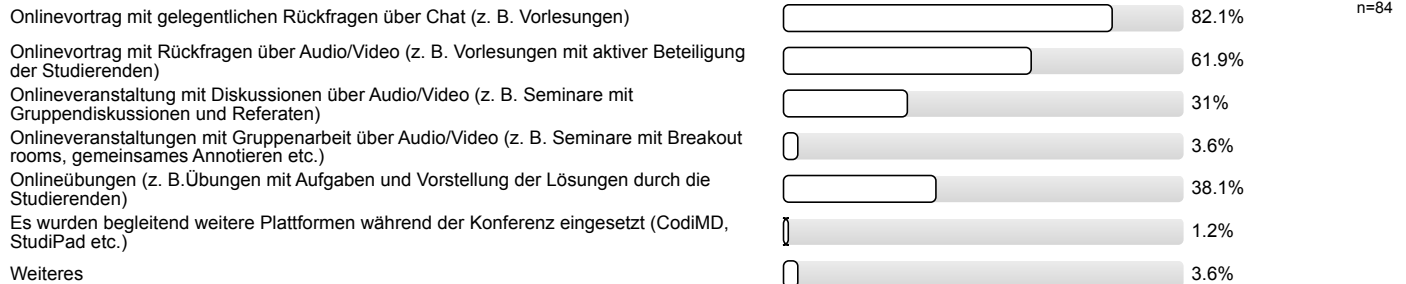 Onlinevortrag mit gelegentlichen Rückfragen über Chat (z. B. Vorlesungen)
82.1%
n=84
Onlinevortrag mit Rückfragen über Audio/Video (z. B. Vorlesungen mit aktiver Beteiligung
der Studierenden)
61.9%
Onlineveranstaltung mit Diskussionen über Audio/Video (z. B. Seminare mit
Gruppendiskussionen und Referaten)
31%
Onlineveranstaltungen mit Gruppenarbeit über Audio/Video (z. B. Seminare mit Breakout
rooms, gemeinsames Annotieren etc.)
3.6%
Onlineübungen (z. B.Übungen mit Aufgaben und Vorstellung der Lösungen durch die
Studierenden)
38.1%
Es wurden begleitend weitere Plattformen während der Konferenz eingesetzt (CodiMD,
StudiPad etc.)
1.2%
Weiteres
3.6%